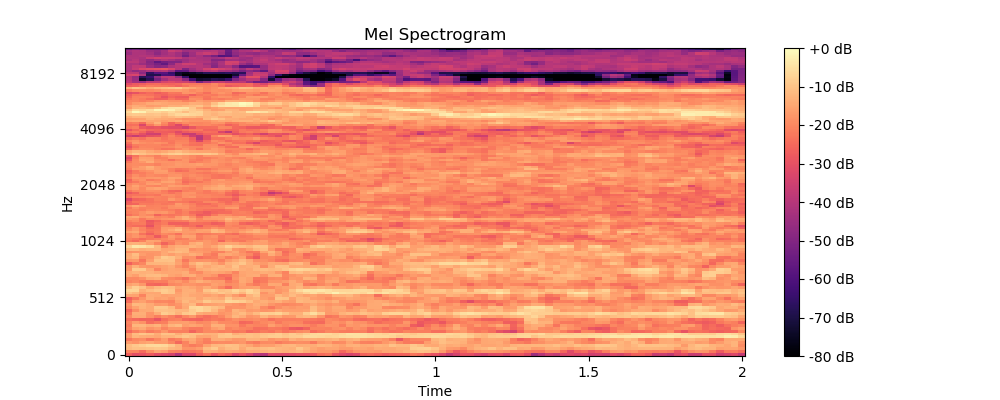 Mel Spectrogram
Hz
8192
4096
2048
1024
512
0
0
0.5
1
1.5
2
Time
+0 dB
-10 dB
-20 dB
-30 dB
-40 dB
-50 dB
-60 dB
-70 dB
-80 dB